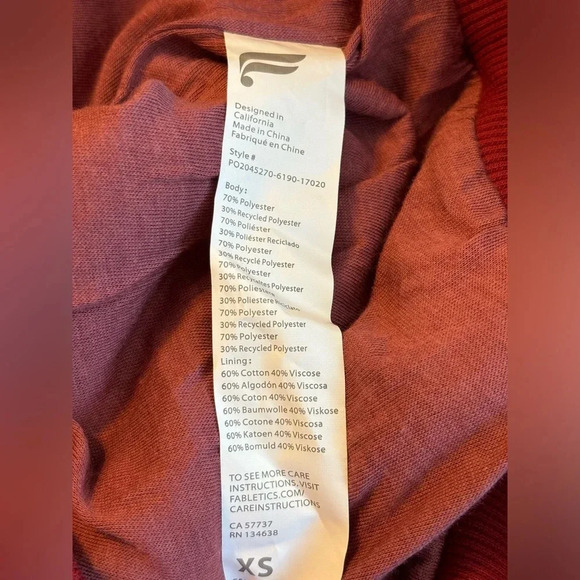 Designed in
California
Made in China
Fabriqué en Chine
Style #
PO2045270-6190-17020
Body:
70% Polyester
30% Recycled Polyester
70% Poliéster
30% Poliéster Reciclado
70% Polyester
30% Recyclé Polyester
70% Polyester
30% Recyceltes Polyester
70% Poliestere
30% Poliestere Riciclato
70% Polyester
30% Recycled Polyester
70% Polyester
30% Recycled Polyester
Lining:
60% Cotton 40% Viscose
60% Algodón 40% Viscosa
60% Coton 40% Viscose
60% Baumwolle 40% Viskose
60% Cotone 40% Viscosa
60% Katoen 40% Viscose
60% Bomuld 40% Viskose
TO SEE MORE CARE
INSTRUCTIONS, VISIT
FABLETICS.COM/
CAREINSTRUCTIONS
CA 57737
RN 134638
XS